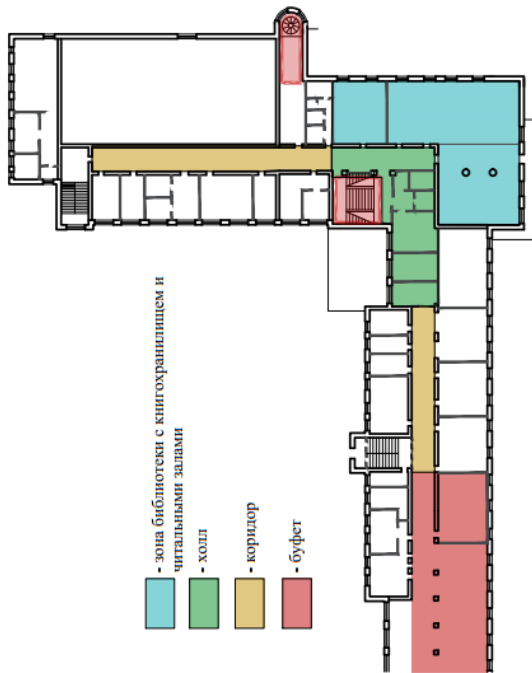 - зона библиотеки с книгохранилищем и
читальными залами
- холл
- коридор
- буфет